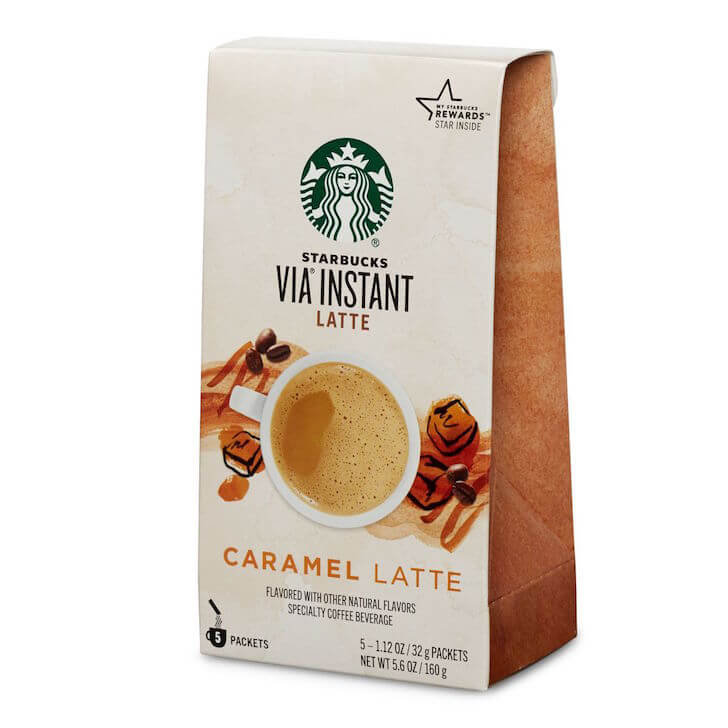 MY STARBUCKS
REWARDS™
STAR INSIDE
®
STARBUCKS
VIA® INSTANT
LATTE
CARAMEL LATTE
FLAVORED WITH OTHER NATURAL FLAVORS
SPECIALTY COFFEE BEVERAGE
5 PACKETS
5 – 1.12 OZ / 32 g PACKETS
NET WT 5.6 OZ / 160 g